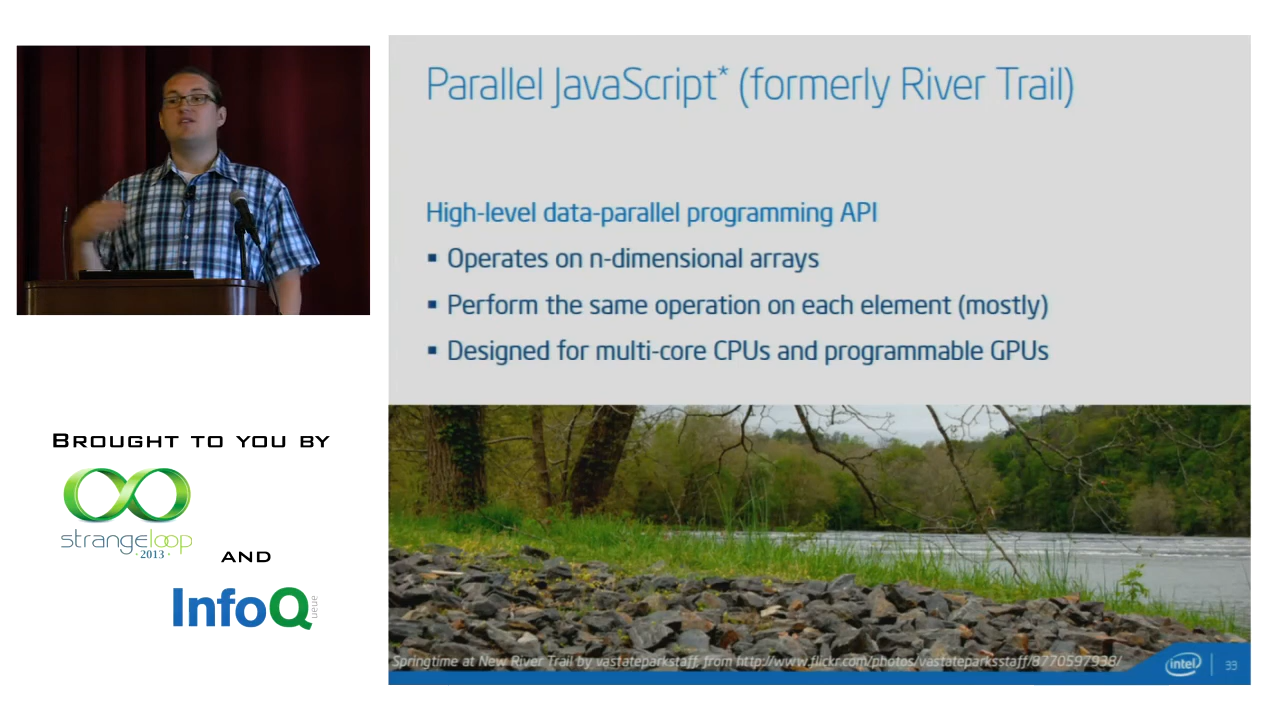 Parallel JavaScript* (formerly River Trail)
High-level data-parallel programming API
▪ Operates on n-dimensional arrays
▪ Perform the same operation on each element (mostly)
▪ Designed for multi-core CPUs and programmable GPUs
Springtime at New River Trail by vastateparkstaff, from http://www.flickr.com/photos/vastateparksstaff/8770597938/
intel
33
BROUGHT TO YOU BY
strangeloop
·2013·
AND
InfoQ
ueue